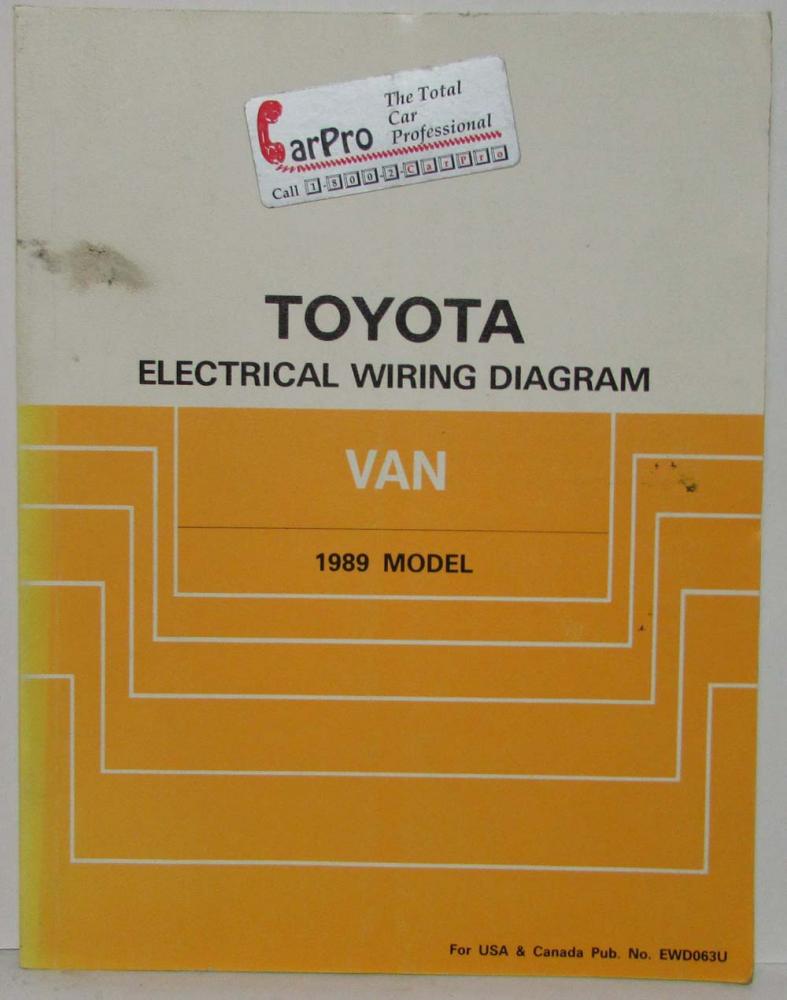 CarPro
The Total
Car
Professional
Call 1-800-2-CarPro
TOYOTA
ELECTRICAL WIRING DIAGRAM
VAN
1989 MODEL
For USA & Canada Pub. No. EWD063U